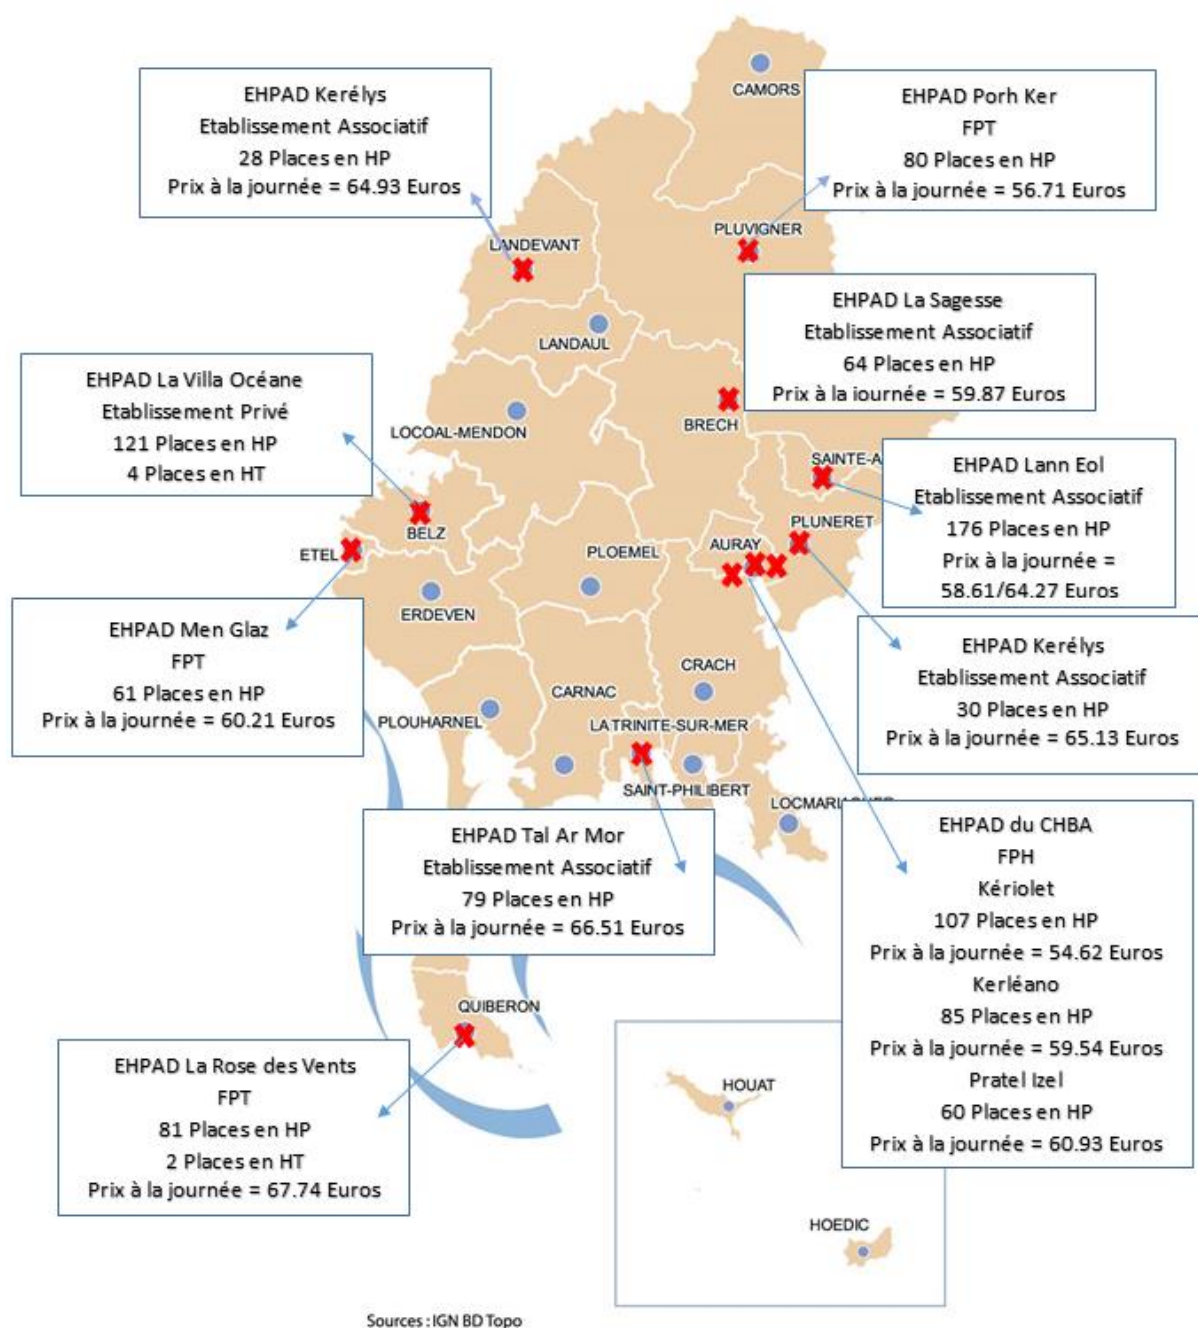 CAMORS
EHPAD Kerélys
Etablissement Associatif
28 Places en HP
Prix à la journée = 64.93 Euros
EHPAD Porh Ker
FPT
80 Places en HP
Prix à la journée = 56.71 Euros
PLUVIGNER
LANDEVANT
EHPAD La Sagesse
Etablissement Associatif
64 Places en HP
Prix à la journée = 59.87 Euros
LANDAUL
EHPAD La Villa Océane
Etablissement Privé
121 Places en HP
4 Places en HT
LOCOAL-MENDON
BRECH
SAINTE-A
EHPAD Lann Eol
Etablissement Associatif
176 Places en HP
Prix à la journée =
58.61/64.27 Euros
PLUNERET
BELZ
ETEL
PLOEMEL
AURAY
ERDEVEN
EHPAD Men Glaz
FPT
61 Places en HP
Prix à la journée = 60.21 Euros
EHPAD Kerélys
Etablissement Associatif
30 Places en HP
Prix à la journée = 65.13 Euros
CRACH
CARNAC
PLOUHARNEL
LA TRINITE-SUR-MER
SAINT-PHILIBERT
LOCMARIAQUER
EHPAD Tal Ar Mor
Etablissement Associatif
79 Places en HP
Prix à la journée = 66.51 Euros
EHPAD du CHBA
FPH
Kériolet
107 Places en HP
Prix à la journée = 54.62 Euros
Kerléano
85 Places en HP
Prix à la journée = 59.54 Euros
Pratel Izel
60 Places en HP
Prix à la journée = 60.93 Euros
QUIBERON
EHPAD La Rose des Vents
FPT
81 Places en HP
2 Places en HT
Prix à la journée = 67.74 Euros
HOUAT
HOEDIC
Sources : IGN BD Topo